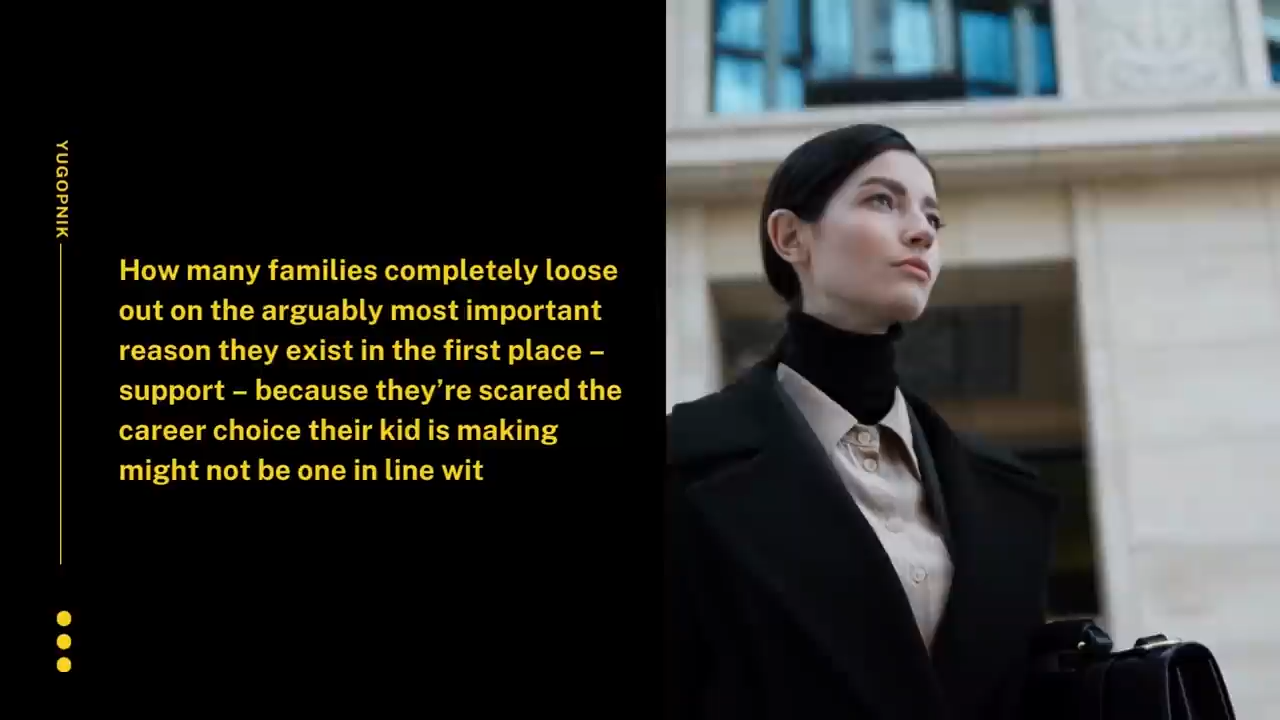 YUGOPNIK
How many families completely loose
out on the arguably most important
reason they exist in the first place –
support – because they’re scared the
career choice their kid is making
might not be one in line wit